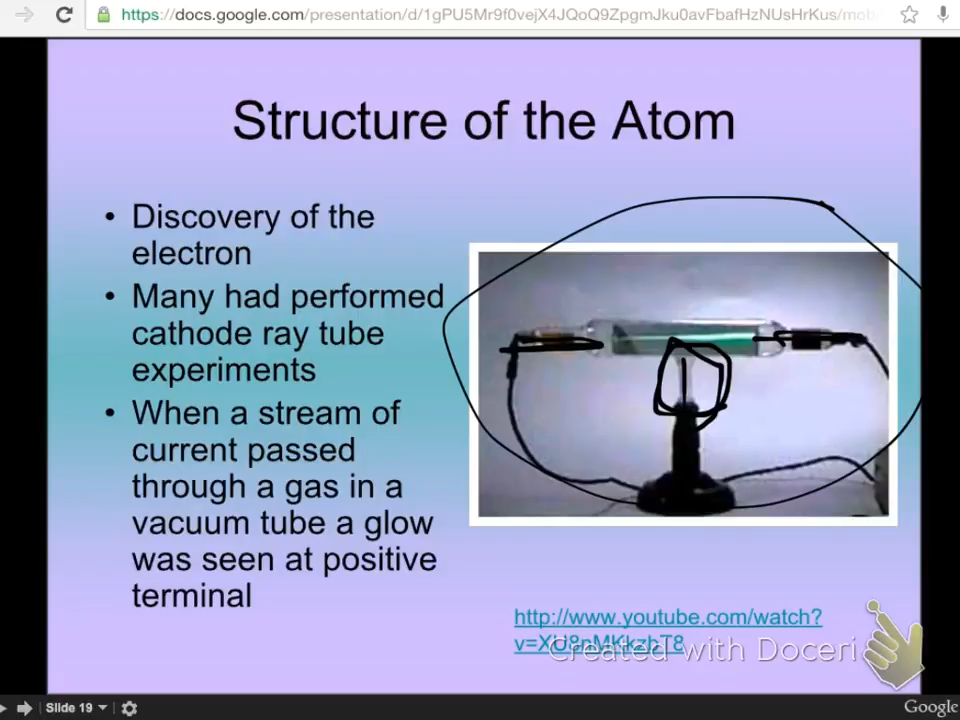 https://docs.google.com/presentation/d/1gPU5Mr9f0vejX4JQoQ9ZpgmJku0avFbafHzNUsHrKus/mob
Structure of the Atom
• Discovery of the
electron
• Many had performed
cathode ray tube
experiments
• When a stream of
current passed
through a gas in a
vacuum tube a glow
was seen at positive
terminal
http://www.youtube.com/watch?
Created with Doceri
Slide 19
Google